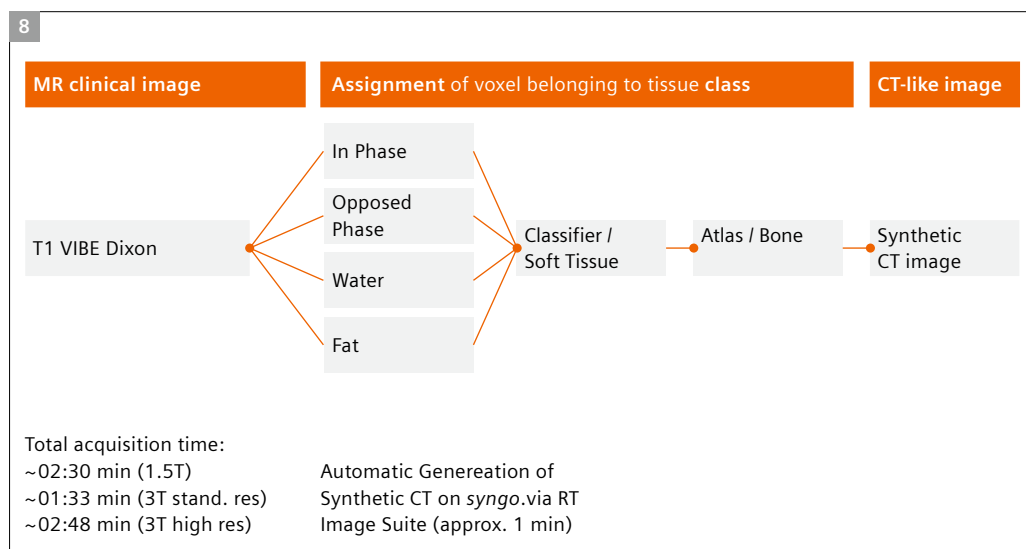 8
MR clinical image
Assignment of voxel belonging to tissue class
CT-like image
In Phase
Opposed
Phase
T1 VIBE Dixon
Water
Fat
Classifier /
Soft Tissue
Atlas / Bone
Synthetic
CT image
Total acquisition time:
~02:30 min (1.5T)
~01:33 min (3T stand. res)
~02:48 min (3T high res)
Automatic Genereation of
Synthetic CT on syngo.via RT
Image Suite (approx. 1 min)